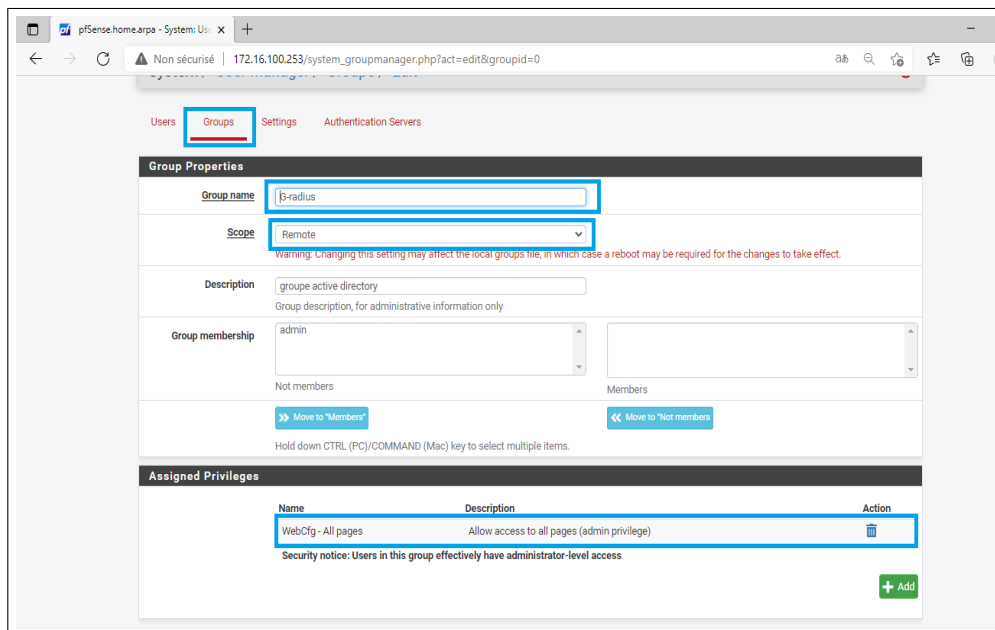 pfSense.home.arpa - System: Use
Non sécurisé | 172.16.100.253/system_groupmanager.php?act=edit&groupid=0
Users Groups Settings Authentication Servers
Group Properties
Group name G-radius
Scope Remote
Warning: Changing this setting may affect the local groups file, in which case a reboot may be required for the changes to take effect.
Description groupe active directory
Group description, for administrative information only
Group membership admin
Not members Members
Move to "Members" Move to "Not members
Hold down CTRL (PC)/COMMAND (Mac) key to select multiple items.
Assigned Privileges
Name Description Action
WebCfg - All pages Allow access to all pages (admin privilege)
Security notice: Users in this group effectively have administrator-level access
Add